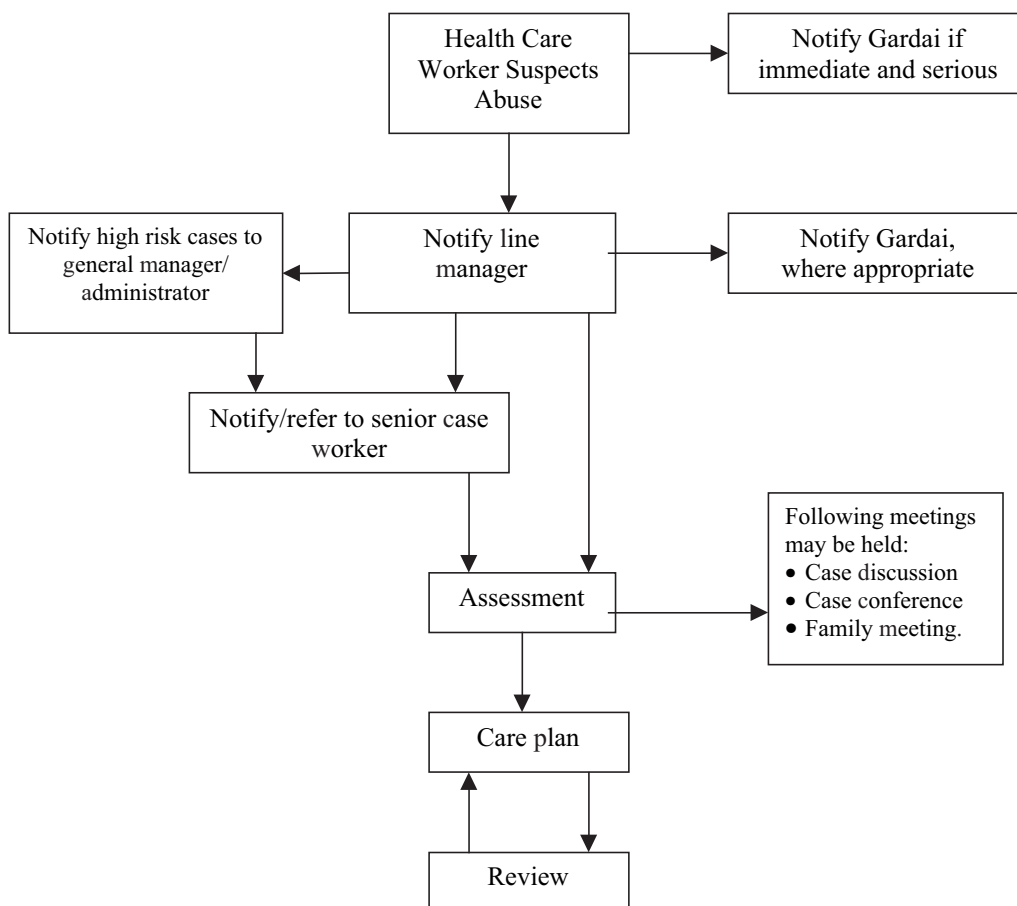 Health Care
Worker Suspects
Abuse
Notify Gardai if
immediate and serious
Notify high risk cases to
general manager/
administrator
Notify line
manager
Notify Gardai,
where appropriate
Notify/refer to senior case
worker
Following meetings
may be held:
• Case discussion
• Case conference
• Family meeting.
Assessment
Care plan
Review